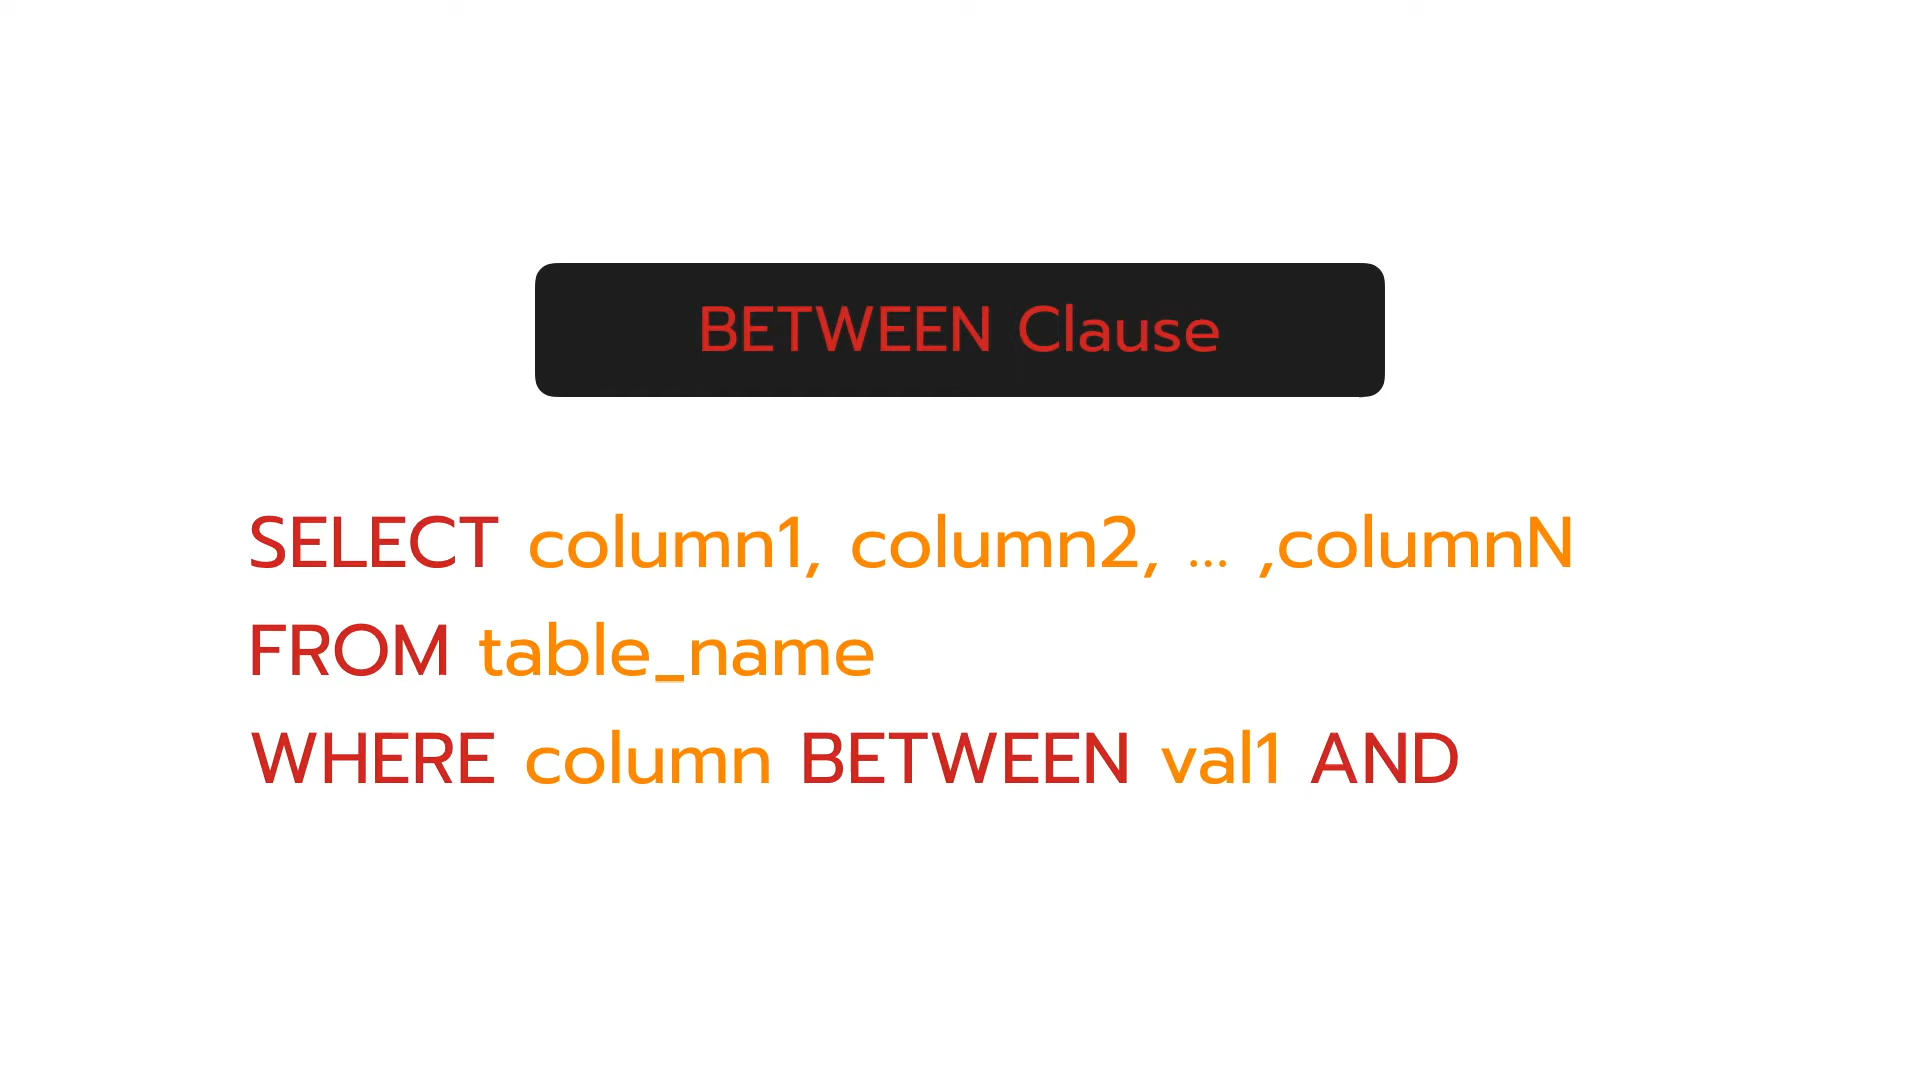 BETWEEN Clause
SELECT column1, column2, ... ,columnN
FROM table_name
WHERE column BETWEEN val1 AND